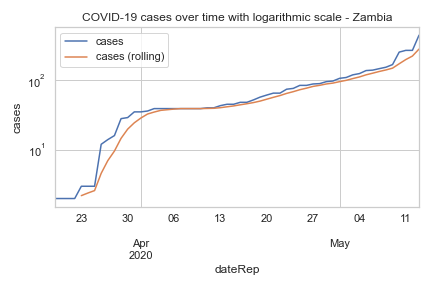 COVID-19 cases over time with logarithmic scale - Zambia
cases
cases (rolling)
cases
10²
10¹
23 30 06 13 20 27 04 11
Apr May
2020
dateRep